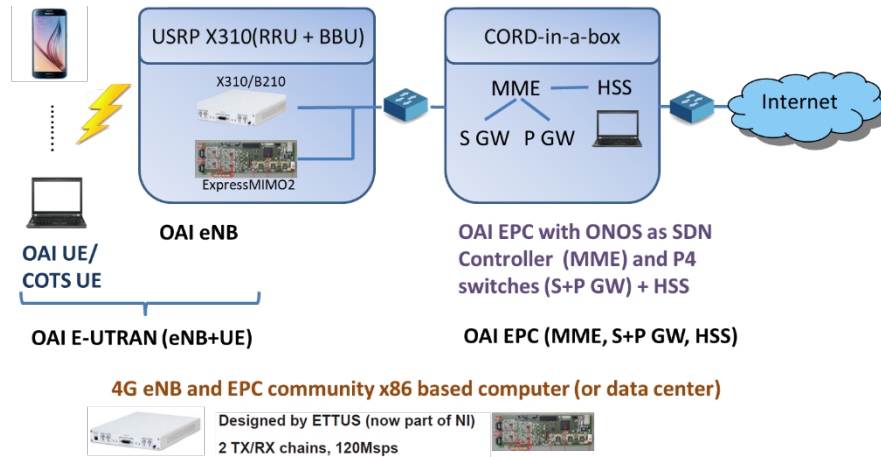 USRP X310(RRU + BBU)
CORD-in-a-box
X310/B210
MME
HSS
Internet
S GW
P GW
ExpressMIMO2
OAI eNB
OAI UE/
COTS UE
OAI EPC with ONOS as SDN
Controller (MME) and P4
switches (S+P GW) + HSS
OAI E-UTRAN (eNB+UE)
OAI EPC (MME, S+P GW, HSS)
4G eNB and EPC community x86 based computer (or data center)
Designed by ETTUS (now part of NI)
2 TX/RX chains, 120Msps